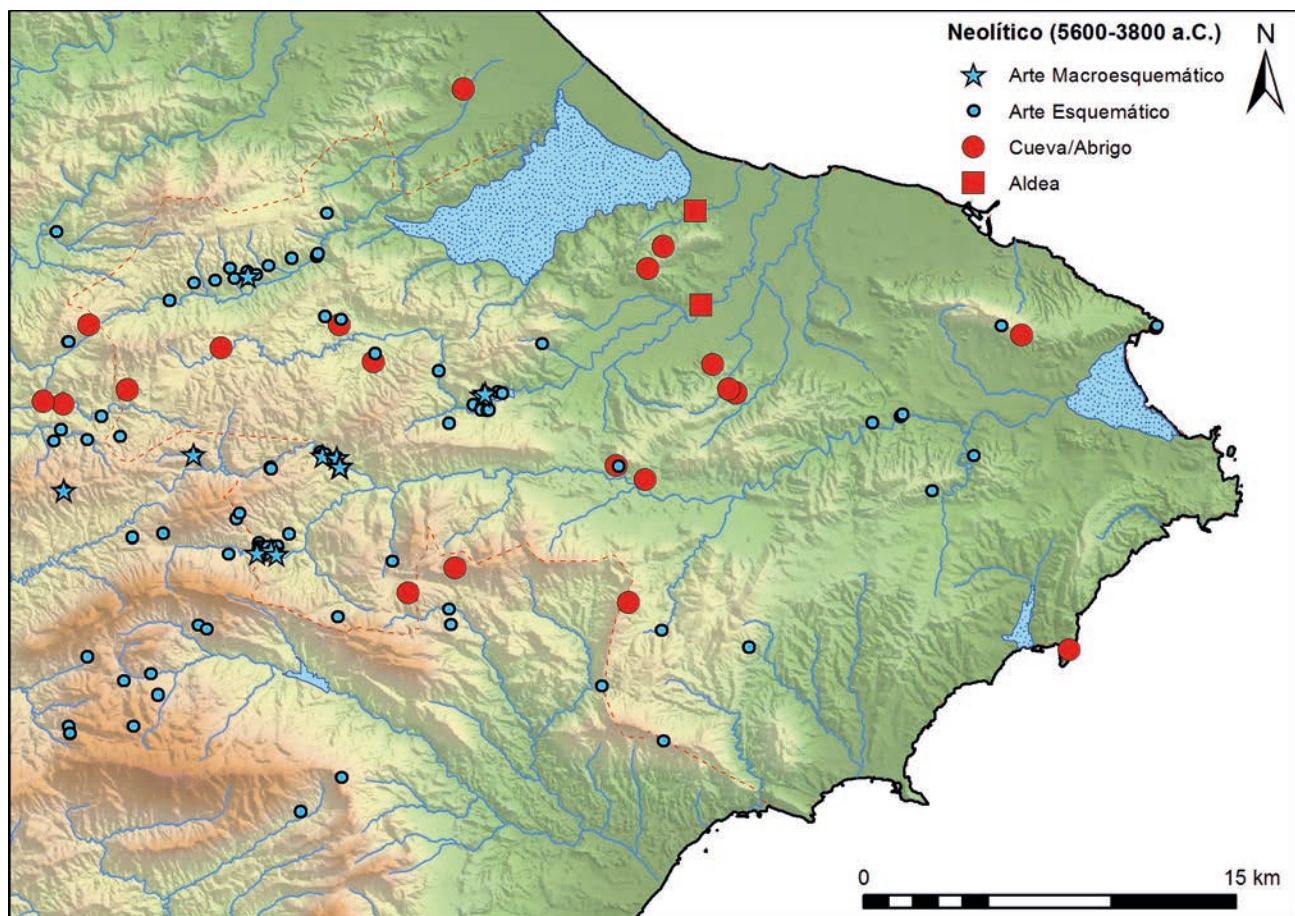 Neolítico (5600-3800 a.C.)
N
Arte Macroesquemático
Arte Esquemático
Cueva/Abrigo
Aldea
0 15 km